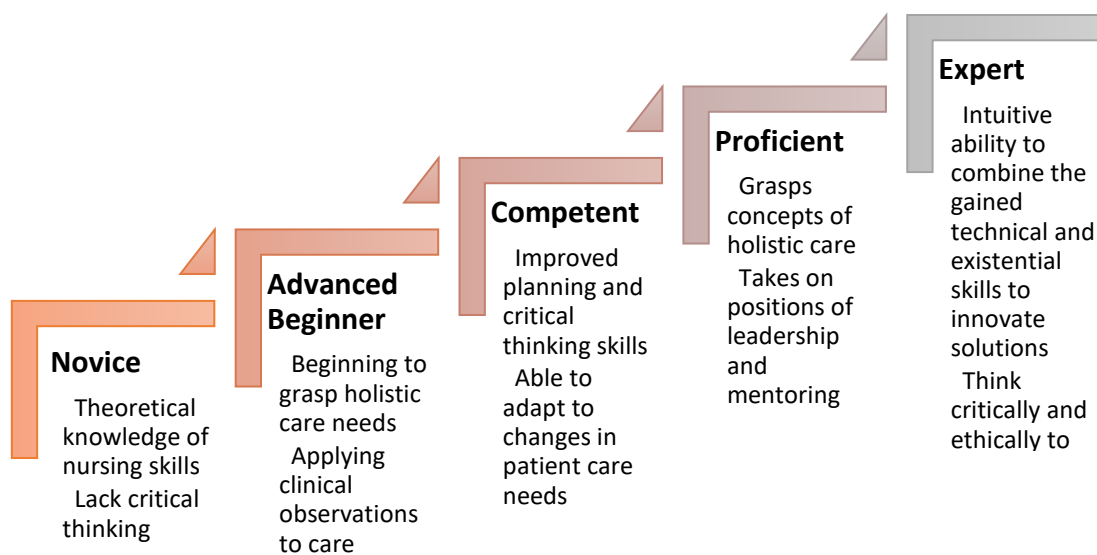 Novice
Theoretical
knowledge of
nursing skills
Lack critical
thinking
Advanced
Beginner
Beginning to
grasp holistic
care needs
Applying
clinical
observations
to care
Competent
Improved
planning and
critical
thinking skills
Able to
adapt to
changes in
patient care
needs
Proficient
Grasps
concepts of
holistic care
Takes on
positions of
leadership
and
mentoring
Expert
Intuitive
ability to
combine the
gained
technical and
existential
skills to
innovate
solutions
Think
critically and
ethically to